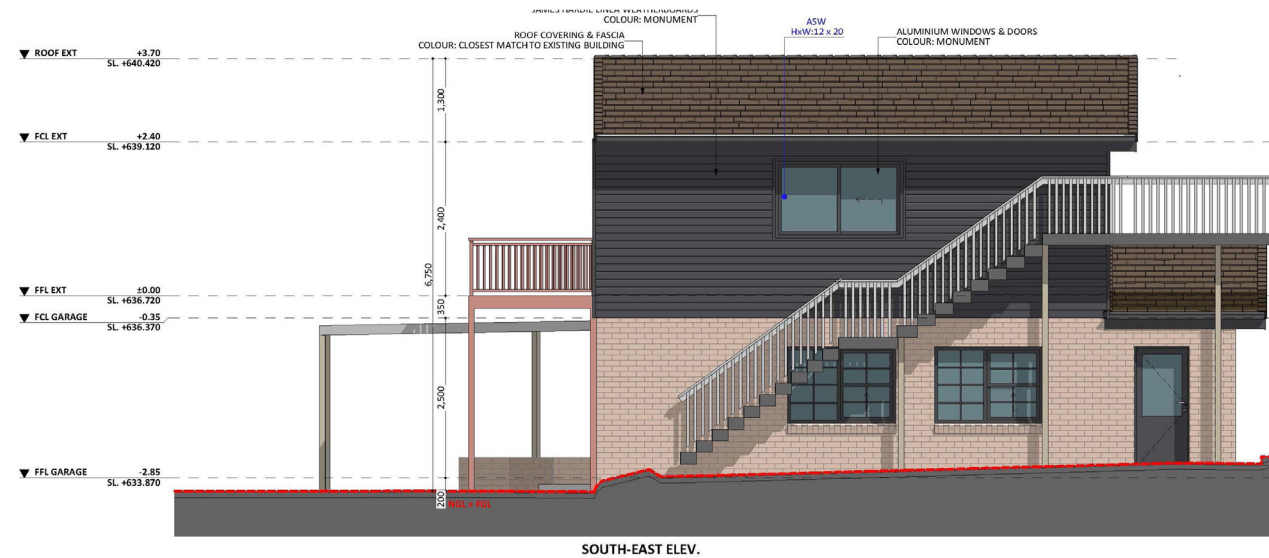 JAMES HARDIE LINEA WEATHERBOARDS
COLOUR: MONUMENT
ROOF COVERING & FASCIA
COLOUR: CLOSEST MATCH TO EXISTING BUILDING
ASW
HxW:12 x 20
ALUMINIUM WINDOWS & DOORS
COLOUR: MONUMENT
ROOF EXT +3.70
SL. +640.420
FCL EXT +2.40
SL. +639.120
FFL EXT ±0.00
SL. +636.720
FCL GARAGE -0.35
SL. +636.370
FFL GARAGE -2.85
SL. +633.870
1,300
2,400
6,750
350
2,500
200
NGL = FGL
SOUTH-EAST ELEV.